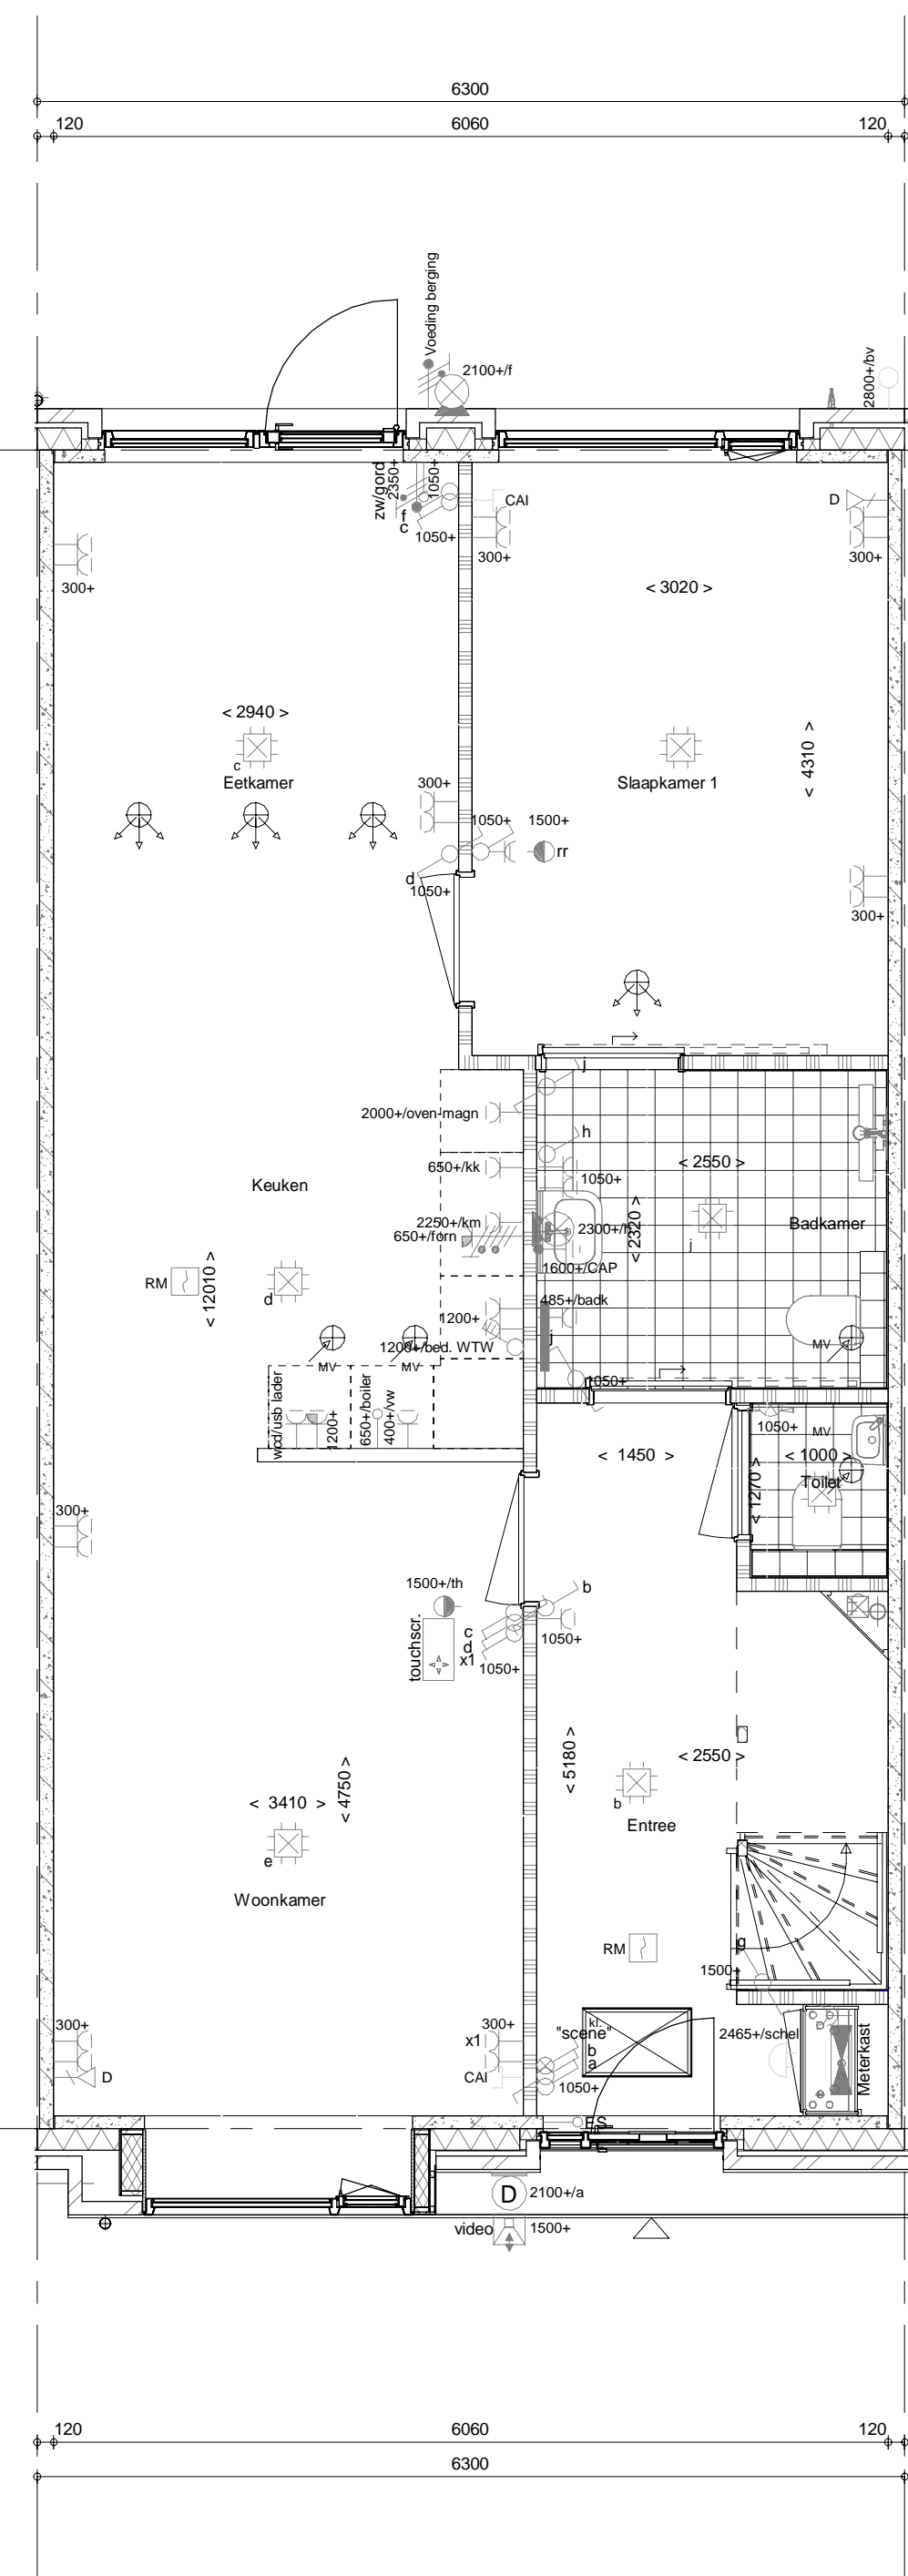 6300
120
6060
120
Voeding berging
2100+/f
2800+/bv
zw/gord
2350+
1050+
f
c
1050+
CAI
300+
D
300+
300+
< 3020 >
< 2940 >
c
Eetkamer
Slaapkamer 1
< 4310 >
300+
1050+
1500+
rr
d
1050+
300+
j
2000+/oven-magn
h
650+/kk
1050+
< 2550 >
Keuken
2250+/km
650+/forn
2300+/h
< 2320 >
Badkamer
j
1600+/CAP
RM
< 12010 >
d
485+/badk
1200+
j
1200+/bed. WTW
MV
MV
MV
1050+
wcd/usb lader
1200+
650+/boiler
400+/vw
1050+
MV
< 1450 >
< 1000 >
< 1270 >
Toilet
300+
1500+/th
b
touchscr.
c
d
x1
1050+
1050+
< 5180 >
< 2550 >
< 3410 >
< 4750 >
b
Entree
e
Woonkamer
RM
g
1500+
300+
x1
300+
kl.
"scene"
b
a
2465+/schel
Meterkast
D
CAI
1050+
ES
D
2100+/a
video
1500+
120
6060
120
6300